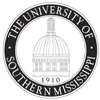 THE UNIVERSITY OF
SOUTHERN MISSISSIPPI
1910